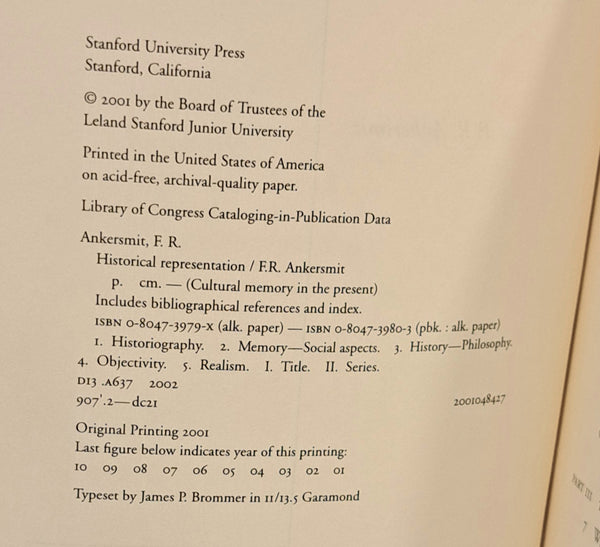 Stanford University Press
Stanford, California
© 2001 by the Board of Trustees of the
Leland Stanford Junior University
Printed in the United States of America
on acid-free, archival-quality paper.
Library of Congress Cataloging-in-Publication Data
Ankersmit, F. R.
Historical representation / F.R. Ankersmit
p. cm. — (Cultural memory in the present)
Includes bibliographical references and index.
ISBN 0-8047-3979-X (alk. paper) — ISBN 0-8047-3980-3 (pbk. : alk. paper)
1. Historiography. 2. Memory—Social aspects. 3. History—Philosophy.
4. Objectivity. 5. Realism. I. Title. II. Series.
D13 .A637 2002
907'.2—dc21 2001048427
Original Printing 2001
Last figure below indicates year of this printing:
10 09 08 07 06 05 04 03 02 01
Typeset by James P. Brommer in 11/13.5 Garamond
PART III
7